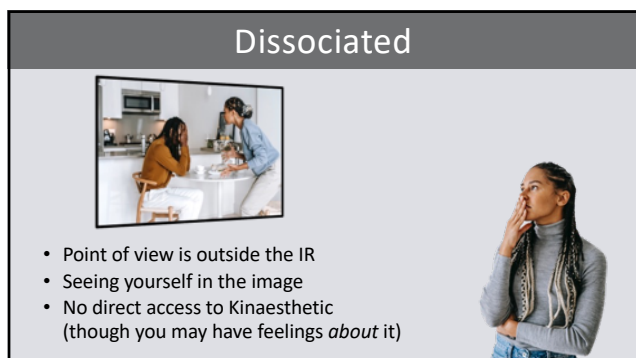 Dissociated
• Point of view is outside the IR
• Seeing yourself in the image
• No direct access to Kinaesthetic
(though you may have feelings about it)